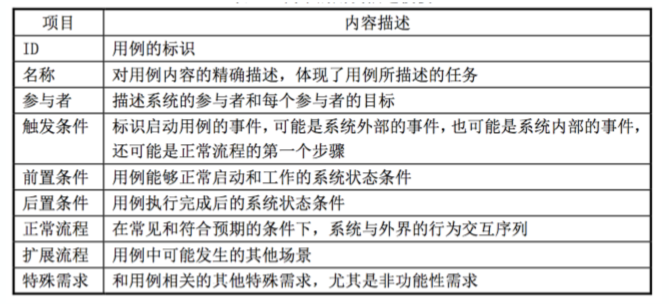 项目 内容描述
ID 用例的标识
名称 对用例内容的精确描述，体现了用例所描述的任务
参与者 描述系统的参与者和每个参与者的目标
触发条件 标识启动用例的事件，可能是系统外部的事件，也可能是系统内部的事件，
还可能是正常流程的第一个步骤
前置条件 用例能够正常启动和工作的系统状态条件
后置条件 用例执行完成后的系统状态条件
正常流程 在常见和符合预期的条件下，系统与外界的行为交互序列
扩展流程 用例中可能发生的其他场景
特殊需求 和用例相关的其他特殊需求，尤其是非功能性需求